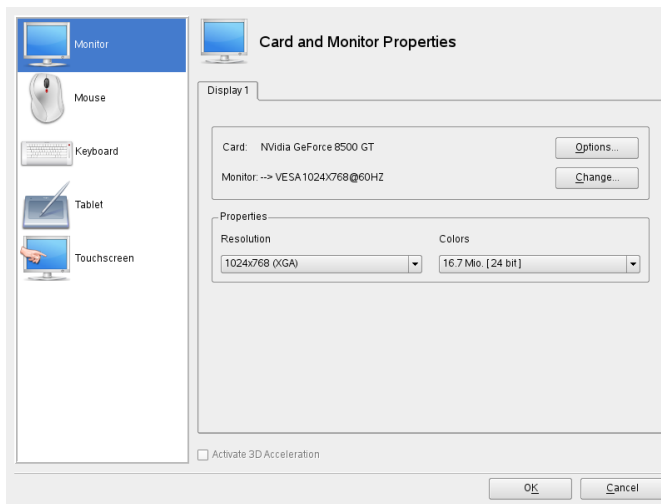 Monitor
Mouse
Keyboard
Tablet
Touchscreen
Card and Monitor Properties
Display 1
Card: NVidia GeForce 8500 GT
Options...
Monitor: --> VESA 1024X768@60HZ
Change...
Properties
Resolution
Colors
1024x768 (XGA)
16.7 Mio. [ 24 bit ]
Activate 3D Acceleration
OK
Cancel